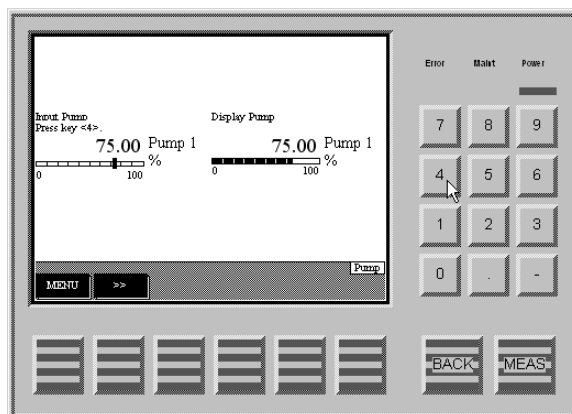 Error Maint Power
Input Pump
Press key <4>.
Display Pump
75.00 Pump 1
%
0 100
75.00 Pump 1
%
0 100
Pump
MENU >>
7 8 9
4 5 6
1 2 3
0 . -
BACK MEAS